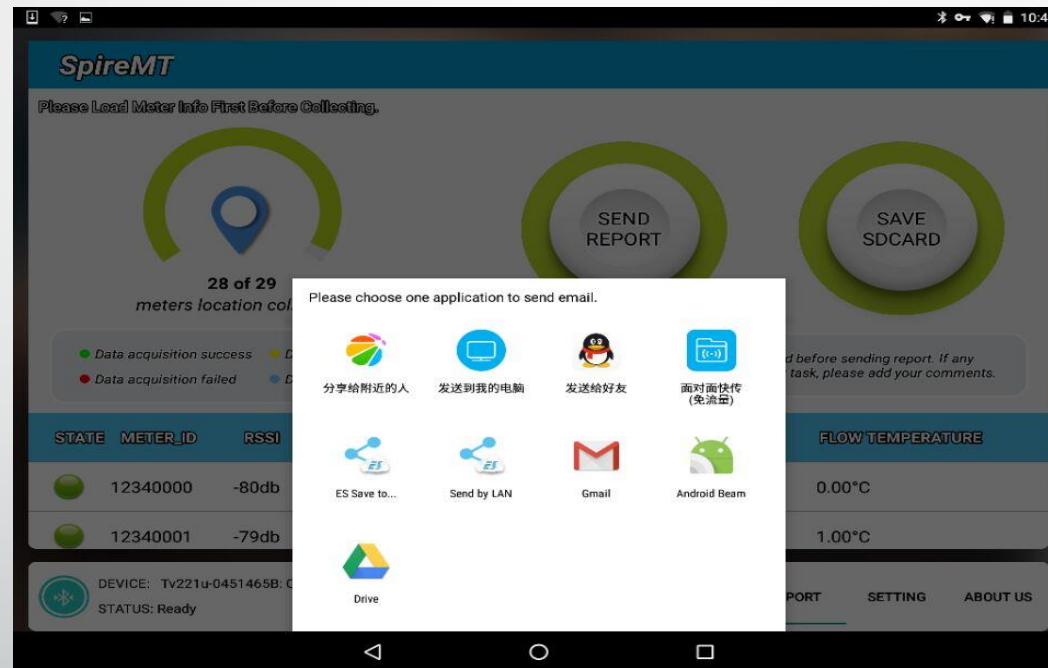 10:4
SpireMT
Please Load Meter Info First Before Collecting.
SEND
REPORT
SAVE
SDCARD
28 of 29
meters location col
Data acquisition success
Data acquisition failed
d before sending report. If any
task, please add your comments.
Please choose one application to send email.
分享给附近的人
发送到我的电脑
发送给好友
面对面快传
(免流量)
ES Save to...
Send by LAN
Gmail
Android Beam
Drive
STATE METER_ID RSSI FLOW TEMPERATURE
12340000 -80db 0.00°C
12340001 -79db 1.00°C
DEVICE: Tv221u-0451465B:
STATUS: Ready
PORT SETTING ABOUT US